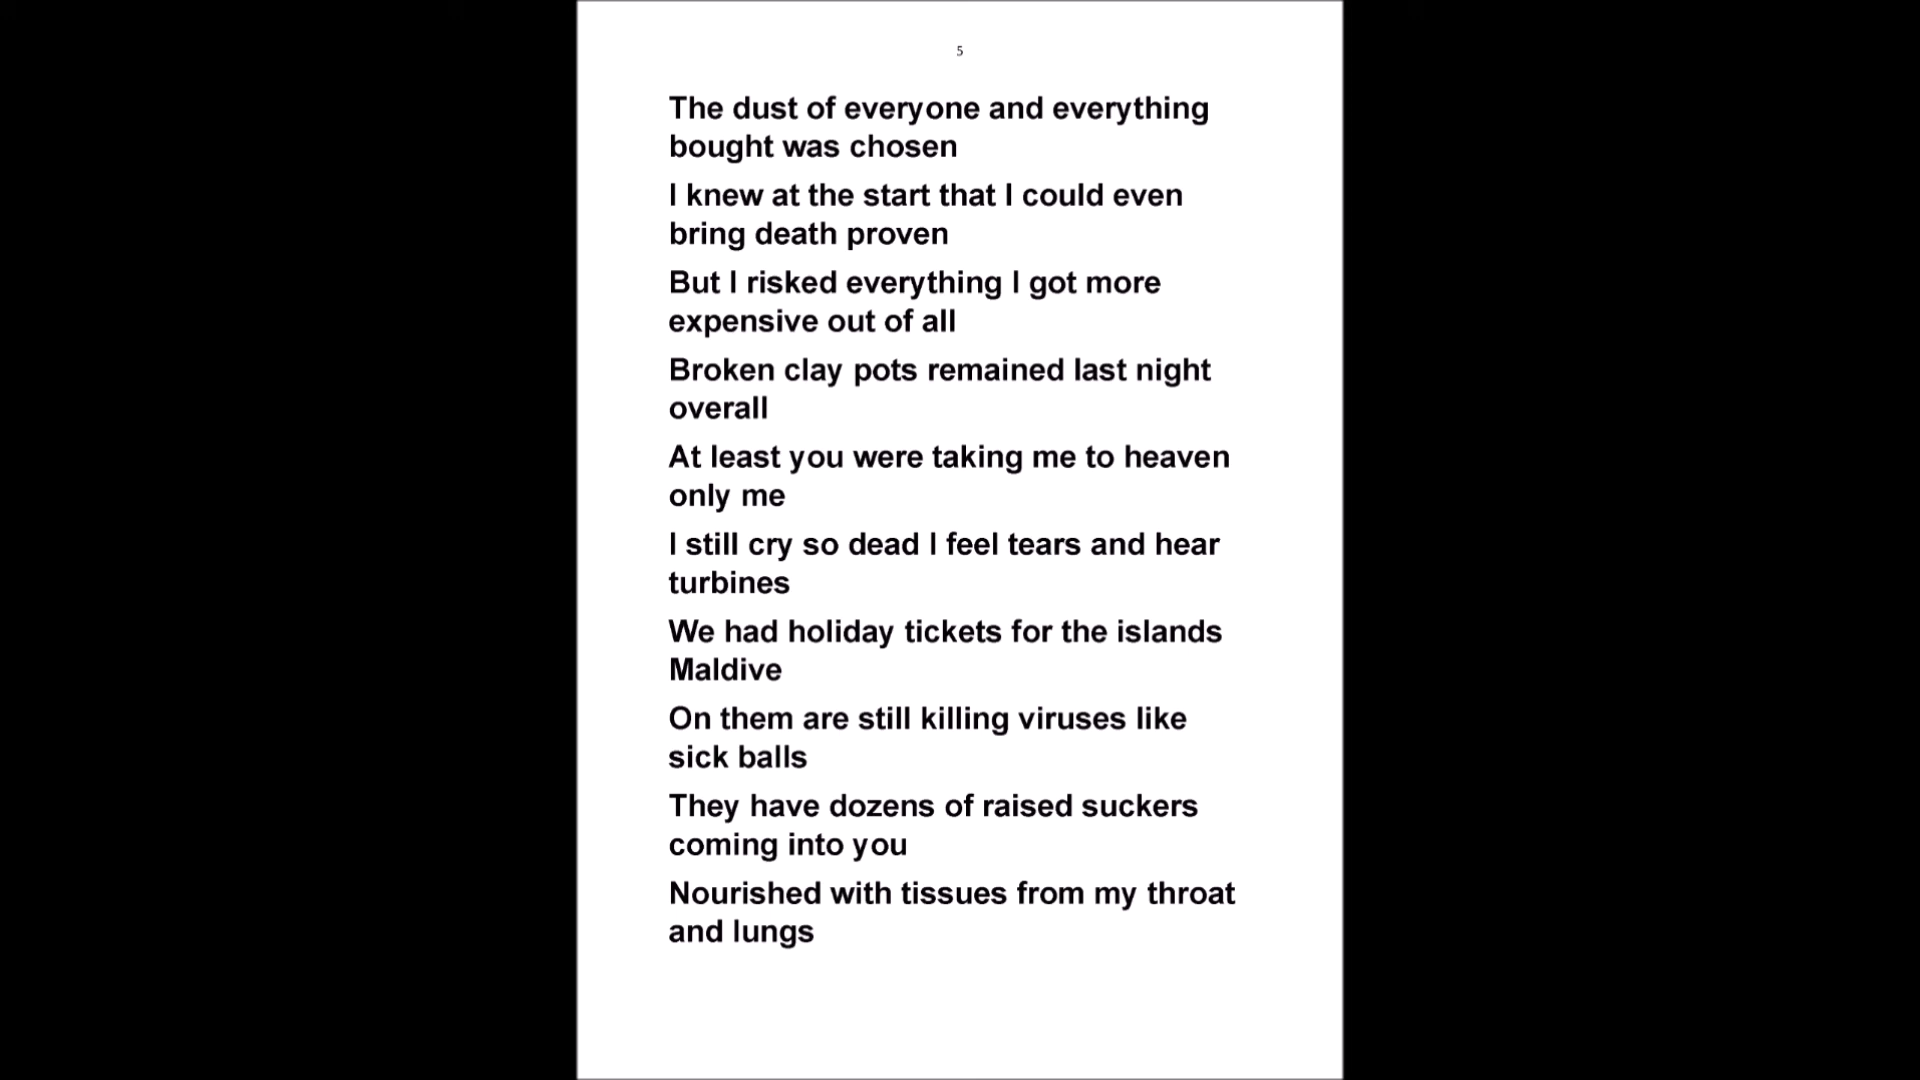 5
The dust of everyone and everything
bought was chosen
I knew at the start that I could even
bring death proven
But I risked everything I got more
expensive out of all
Broken clay pots remained last night
overall
At least you were taking me to heaven
only me
I still cry so dead I feel tears and hear
turbines
We had holiday tickets for the islands
Maldive
On them are still killing viruses like
sick balls
They have dozens of raised suckers
coming into you
Nourished with tissues from my throat
and lungs